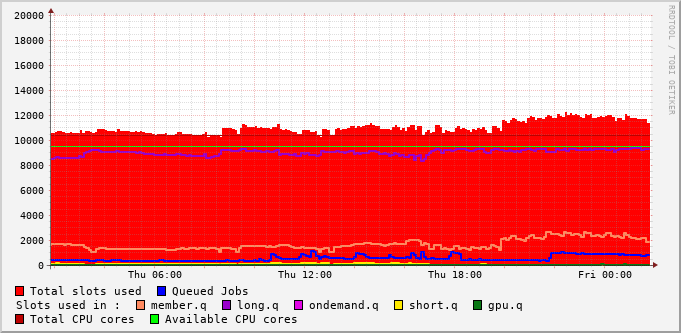 RRDTOOL / TOBI OETIKER
20000
18000
16000
14000
12000
10000
8000
6000
4000
2000
0
Thu 06:00 Thu 12:00 Thu 18:00 Fri 00:00
Total slots used Queued Jobs
Slots used in : member.q long.q ondemand.q short.q gpu.q
Total CPU cores Available CPU cores